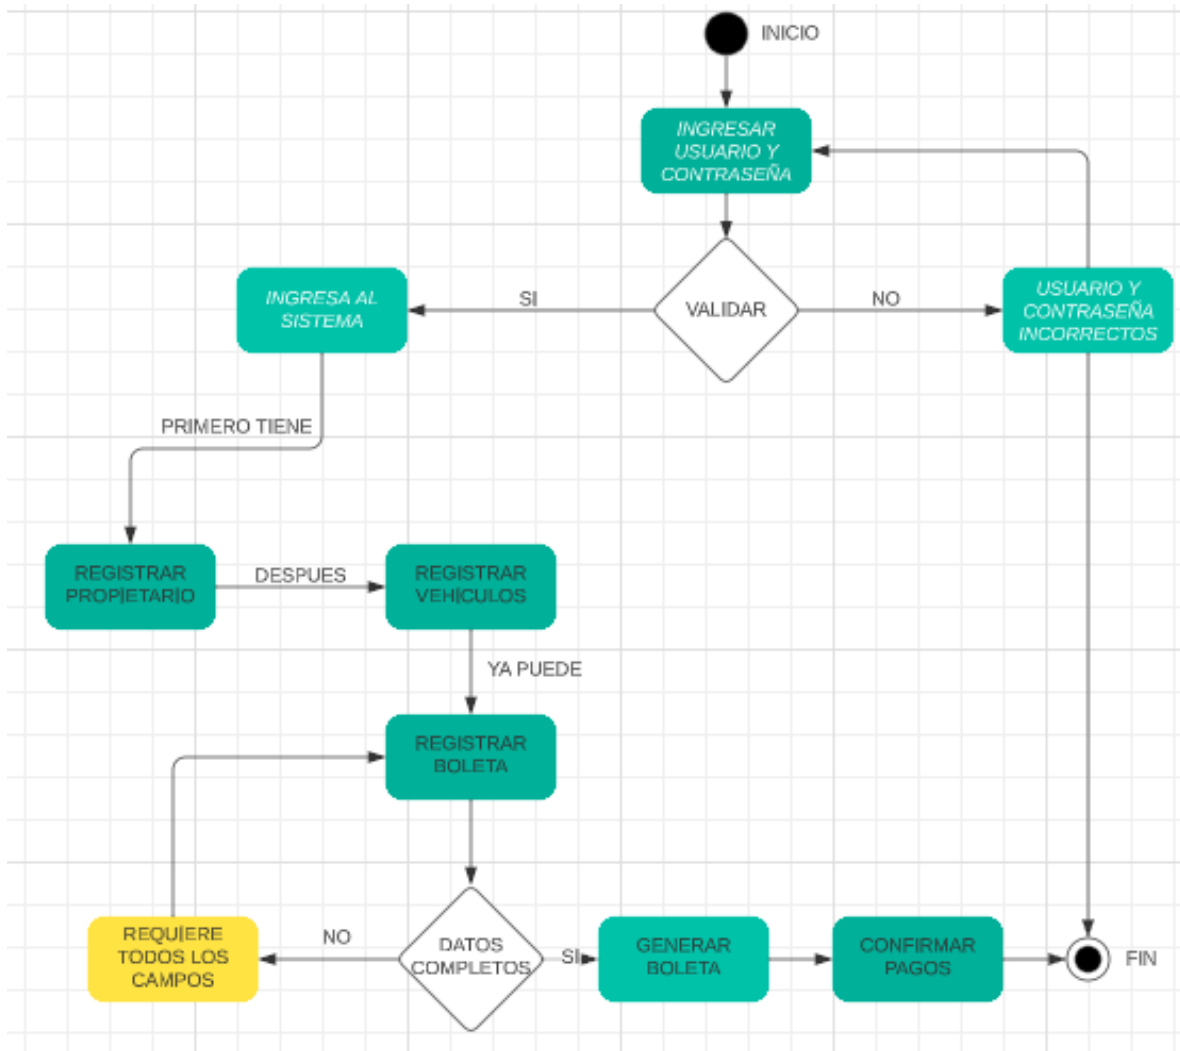 INICIO
INGRESAR
USUARIO Y
CONTRASEÑA
INGRESA AL
SISTEMA
SI
VALIDAR
NO
USUARIO Y
CONTRASEÑA
INCORRECTOS
PRIMERO TIENE
REGISTRAR
PROPIETARIO
DESPUES
REGISTRAR
VEHICULOS
YA PUEDE
REGISTRAR
BOLETA
REQUIERE
TODOS LOS
CAMPOS
NO
DATOS
COMPLETOS
SI
GENERAR
BOLETA
CONFIRMAR
PAGOS
FIN